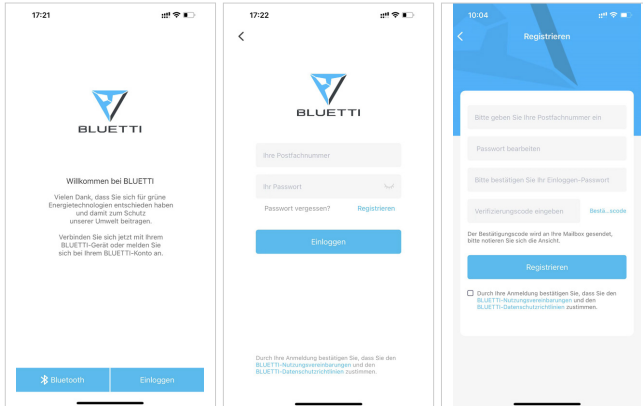 17:21
BLUETTI
Willkommen bei BLUETTI
Vielen Dank, dass Sie sich für grüne
Energietechnologien entschieden haben
und damit zum Schutz
unserer Umwelt beitragen.
Verbinden Sie sich jetzt mit Ihrem
BLUETTI-Gerät oder melden Sie
sich bei Ihrem BLUETTI-Konto an.
Bluetooth
Einloggen
17:22
BLUETTI
Ihre Postfachnummer
Ihr Passwort
Passwort vergessen? Registrieren
Einloggen
Durch Ihre Anmeldung bestätigen Sie, dass Sie den
BLUETTI-Nutzungsvereinbarungen und den
BLUETTI-Datenschutzrichtlinien zustimmen.
10:04
Registrieren
Bitte geben Sie Ihre Postfachnummer ein
Passwort bearbeiten
Bitte bestätigen Sie Ihr Einloggen-Passwort
Verifizierungscode eingeben Bestä...xcode
Der Bestätigungscode wird an Ihre Mailbox gesendet,
bitte notieren Sie sich die Ansicht.
Registrieren
Durch Ihre Anmeldung bestätigen Sie, dass Sie den
BLUETTI-Nutzungsvereinbarungen und den
BLUETTI-Datenschutzrichtlinien zustimmen.